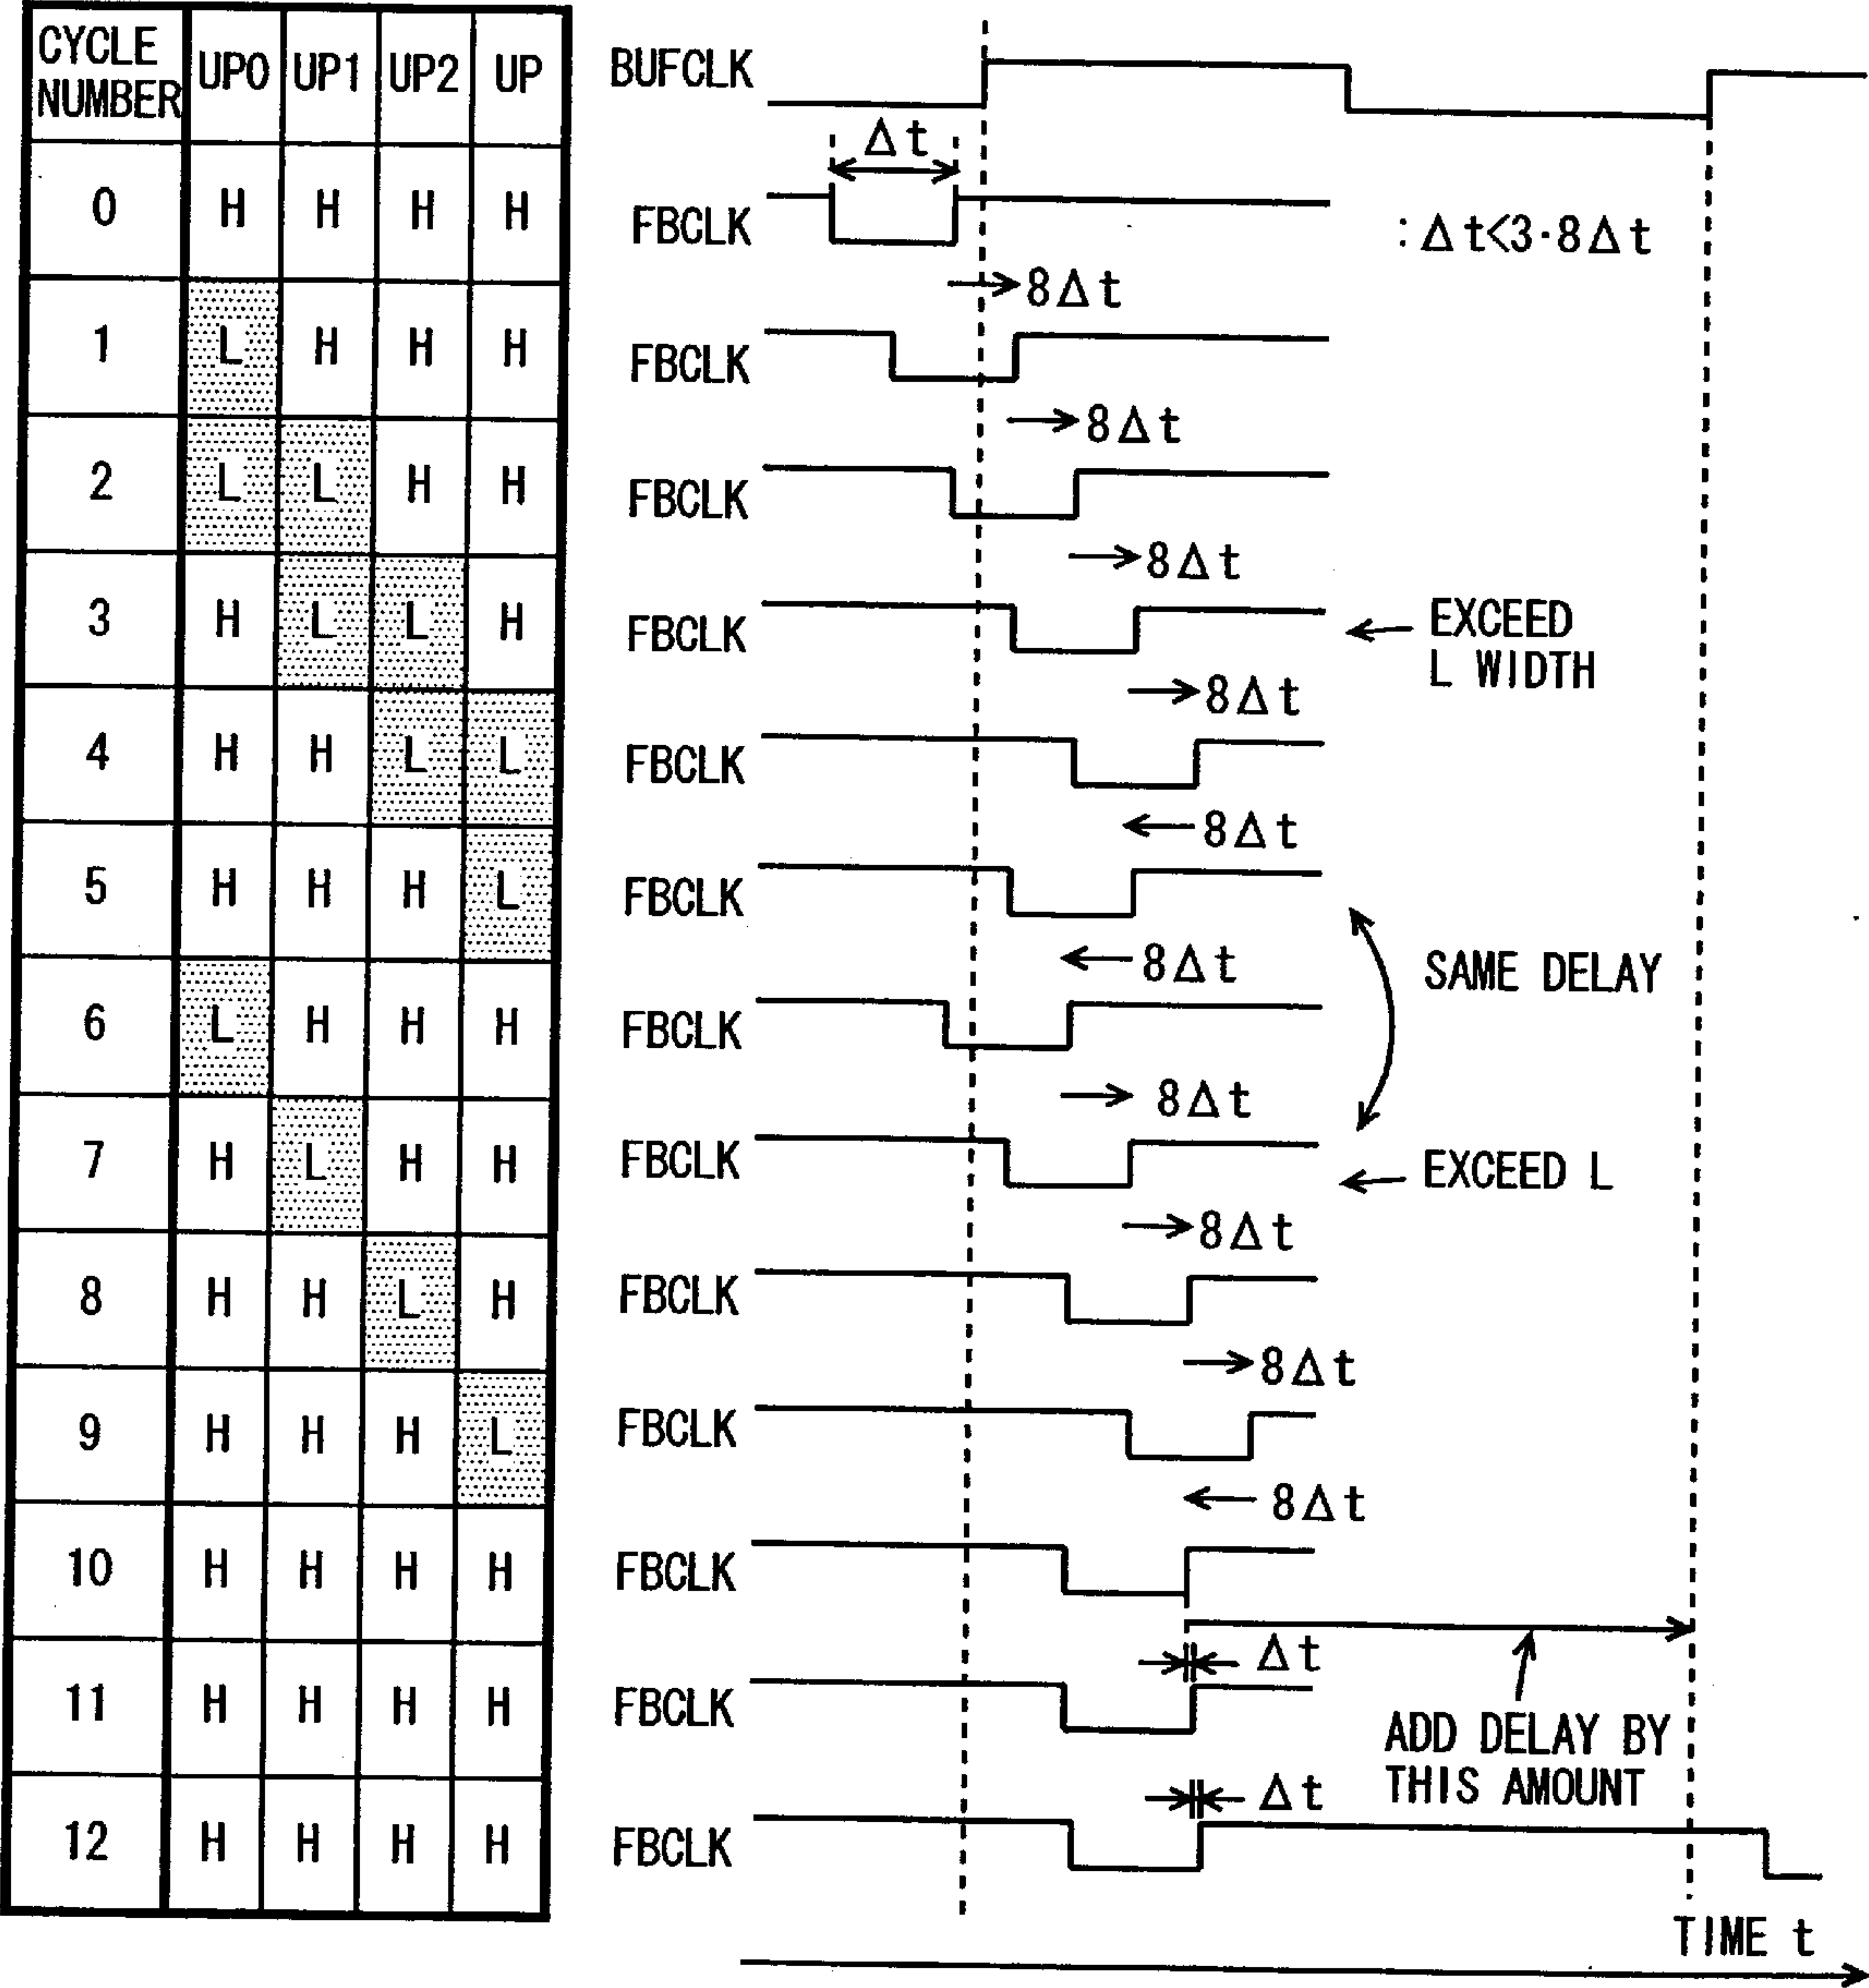 CYCLE NUMBER UP0 UP1 UP2 UP
0 H H H H
1 L H H H
2 L L H H
3 H L L H
4 H H L L
5 H H H L
6 L H H H
7 H L H H
8 H H L H
9 H H H L
10 H H H H
11 H H H H
12 H H H H
BUFCLK
Δt
FBCLK
:Δt<3·8Δt
8Δt
FBCLK
8Δt
FBCLK
8Δt
FBCLK
EXCEED
L WIDTH
8Δt
FBCLK
8Δt
FBCLK
SAME DELAY
8Δt
FBCLK
8Δt
FBCLK
EXCEED L
8Δt
FBCLK
8Δt
FBCLK
8Δt
FBCLK
Δt
FBCLK
ADD DELAY BY
THIS AMOUNT
Δt
FBCLK
TIME t